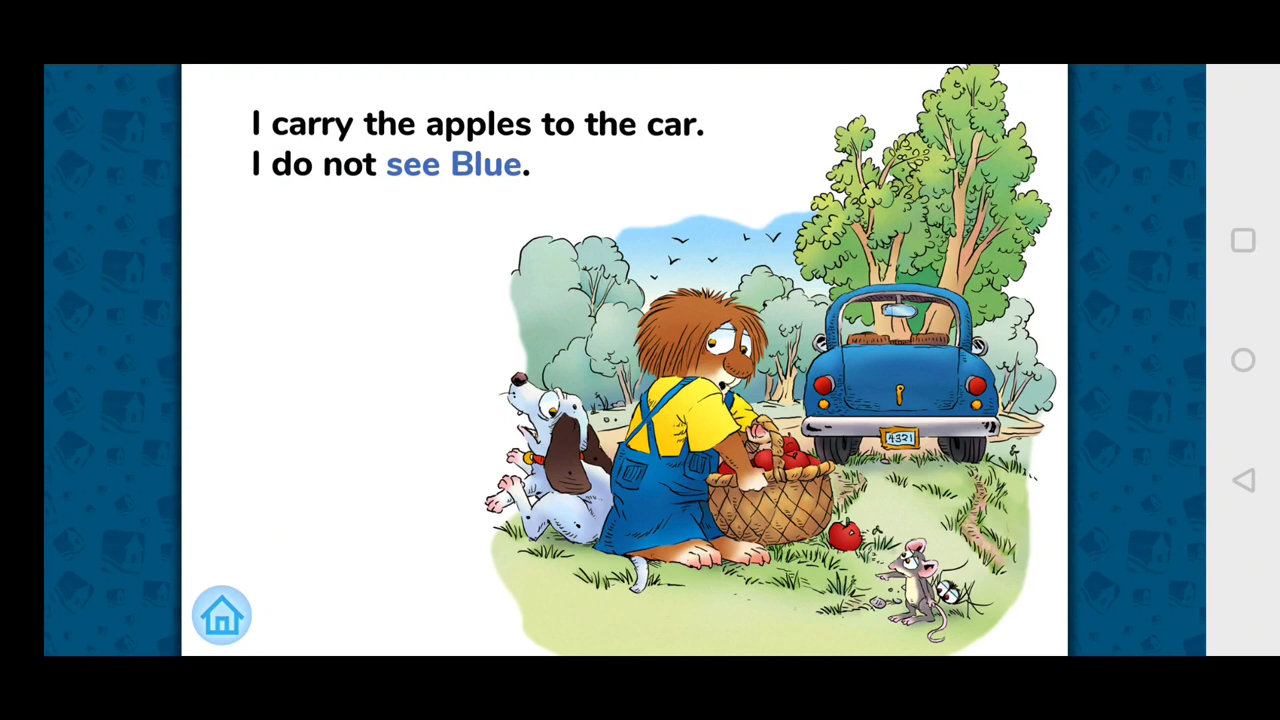 I carry the apples to the car.
I do not see Blue.
4321